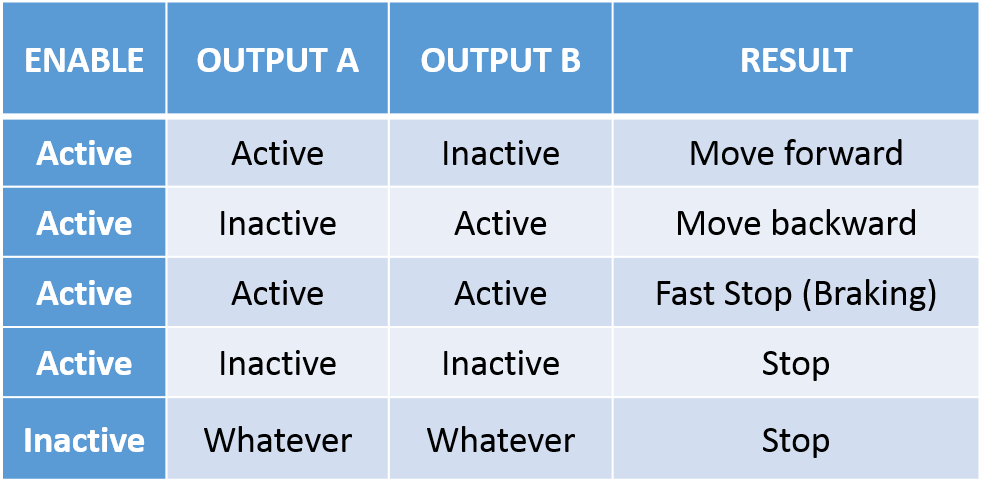 ENABLE OUTPUT A OUTPUT B RESULT
Active Active Inactive Move forward
Active Inactive Active Move backward
Active Active Active Fast Stop (Braking)
Active Inactive Inactive Stop
Inactive Whatever Whatever Stop